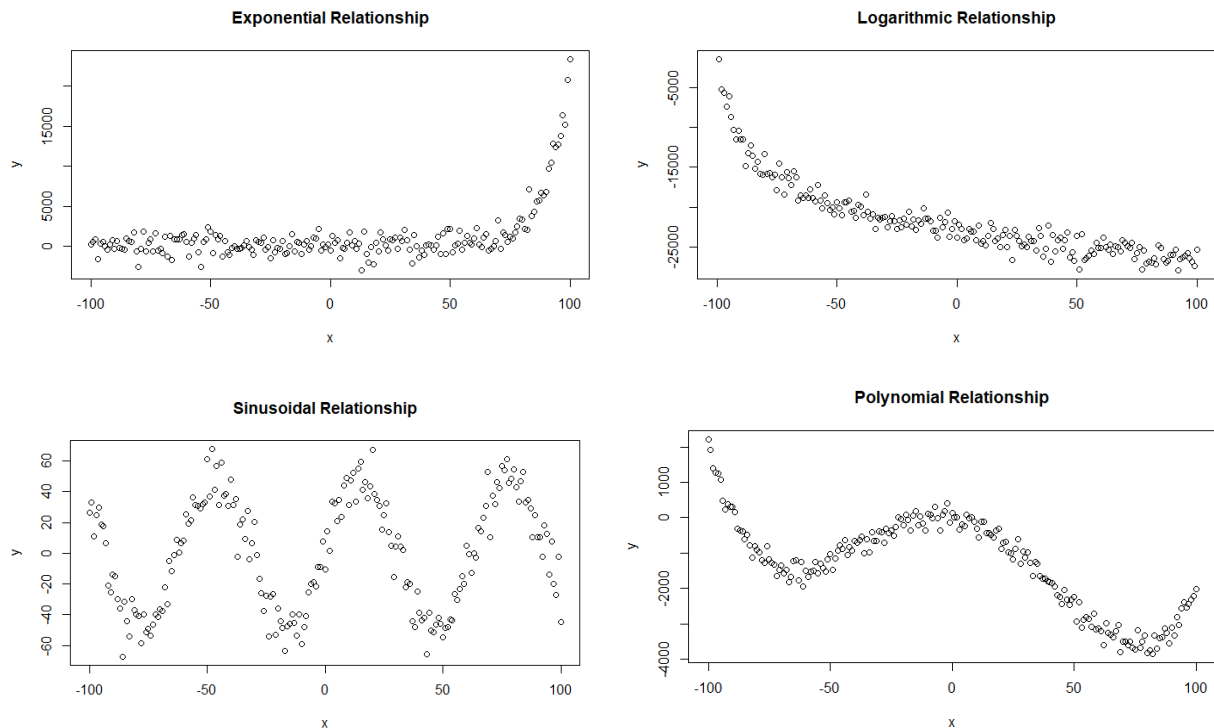 Exponential Relationship
y
15000
5000
0
-100 -50 0 50 100
x
Logarithmic Relationship
y
-5000
-15000
-25000
-100 -50 0 50 100
x
Sinusoidal Relationship
y
60
40
20
0
-20
-60
-100 -50 0 50 100
x
Polynomial Relationship
y
1000
0
-2000
-4000
-100 -50 0 50 100
x